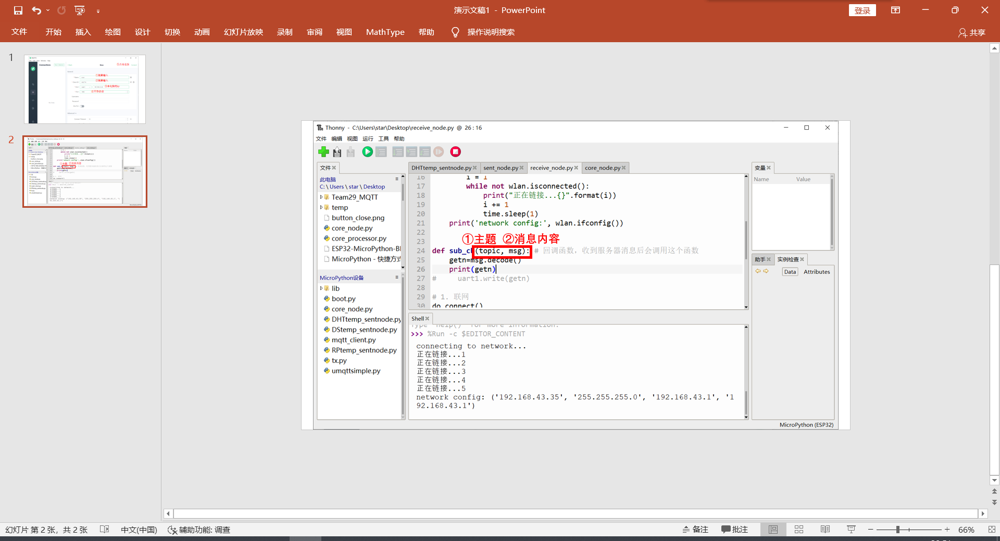 演示文稿1 - PowerPoint
登录
文件 开始 插入 绘图 设计 切换 动画 幻灯片放映 录制 审阅 视图 MathType 帮助 操作说明搜索 共享
1
Connections
2
Thonny - C:\Users\star\Desktop\receive_node.py @ 26 : 16
文件 编辑 视图 运行 工具 帮助
文件
此电脑
C: \ Users \ star \ Desktop
Team29_MQTT
temp
button_close.png
core_node.py
core_processor.py
ESP32-MicroPython-Bl
MicroPython - 快捷方式
MicroPython设备
lib
boot.py
core_node.py
DHTtemp_sentnode.py
DStemp_sentnode.py
mqtt_client.py
RPtemp_sentnode.py
tx.py
umqttsimple.py
DHTtemp_sentnode.py sent_node.py receive_node.py core_node.py
16 i = 1
17 while not wlan.isconnected():
18 print("正在链接...{}".format(i))
19 i += 1
20 time.sleep(1)
21 print('network config:', wlan.ifconfig())
22
23
①主题 ②消息内容
24 def sub_c(topic, msg): # 回调函数，收到服务器消息后会调用这个函数
25 getn=msg.decode()
26 print(getn)
27 # uart1.write(getn)
28
29 # 1. 联网
30 do_connect()
Shell
Type "help()" for more information.
>>> %Run -c $EDITOR_CONTENT
connecting to network...
正在链接...1
正在链接...2
正在链接...3
正在链接...4
正在链接...5
network config: ('192.168.43.35', '255.255.255.0', '192.168.43.1', '1
92.168.43.1')
变量
Name Value
助手 实例检查
Data Attributes
MicroPython (ESP32)
幻灯片 第 2 张，共 2 张 中文(中国) 辅助功能: 调查 备注 批注 66%